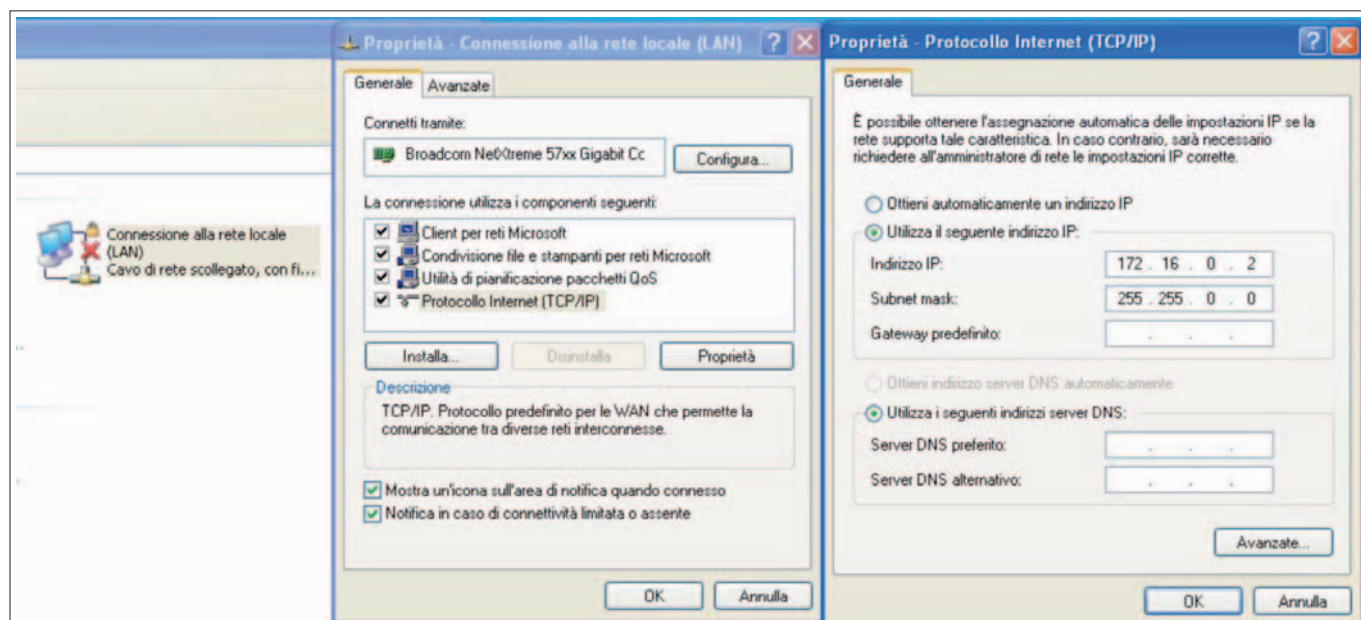 Connessione alla rete locale
(LAN)
Cavo di rete scollegato, con fi...
Proprietà - Connessione alla rete locale (LAN)
Generale
Avanzate
Connetti tramite:
Broadcom NetXtreme 57xx Gigabit Cc
Configura...
La connessione utilizza i componenti seguenti:
Client per reti Microsoft
Condivisione file e stampanti per reti Microsoft
Utilità di pianificazione pacchetti QoS
Protocollo Internet (TCP/IP)
Installa...
Disinstalla
Proprietà
Descrizione
TCP/IP. Protocollo predefinito per le WAN che permette la
comunicazione tra diverse reti interconnesse.
Mostra un'icona sull'area di notifica quando connesso
Notifica in caso di connettività limitata o assente
OK
Annulla
Proprietà - Protocollo Internet (TCP/IP)
Generale
È possibile ottenere l'assegnazione automatica delle impostazioni IP se la
rete supporta tale caratteristica. In caso contrario, sarà necessario
richiedere all'amministratore di rete le impostazioni IP corrette.
Ottieni automaticamente un indirizzo IP
Utilizza il seguente indirizzo IP:
Indirizzo IP: 172 . 16 . 0 . 2
Subnet mask: 255 . 255 . 0 . 0
Gateway predefinito: . . .
Ottieni indirizzo server DNS automaticamente
Utilizza i seguenti indirizzi server DNS:
Server DNS preferito: . . .
Server DNS alternativo: . . .
Avanzate...
OK
Annulla